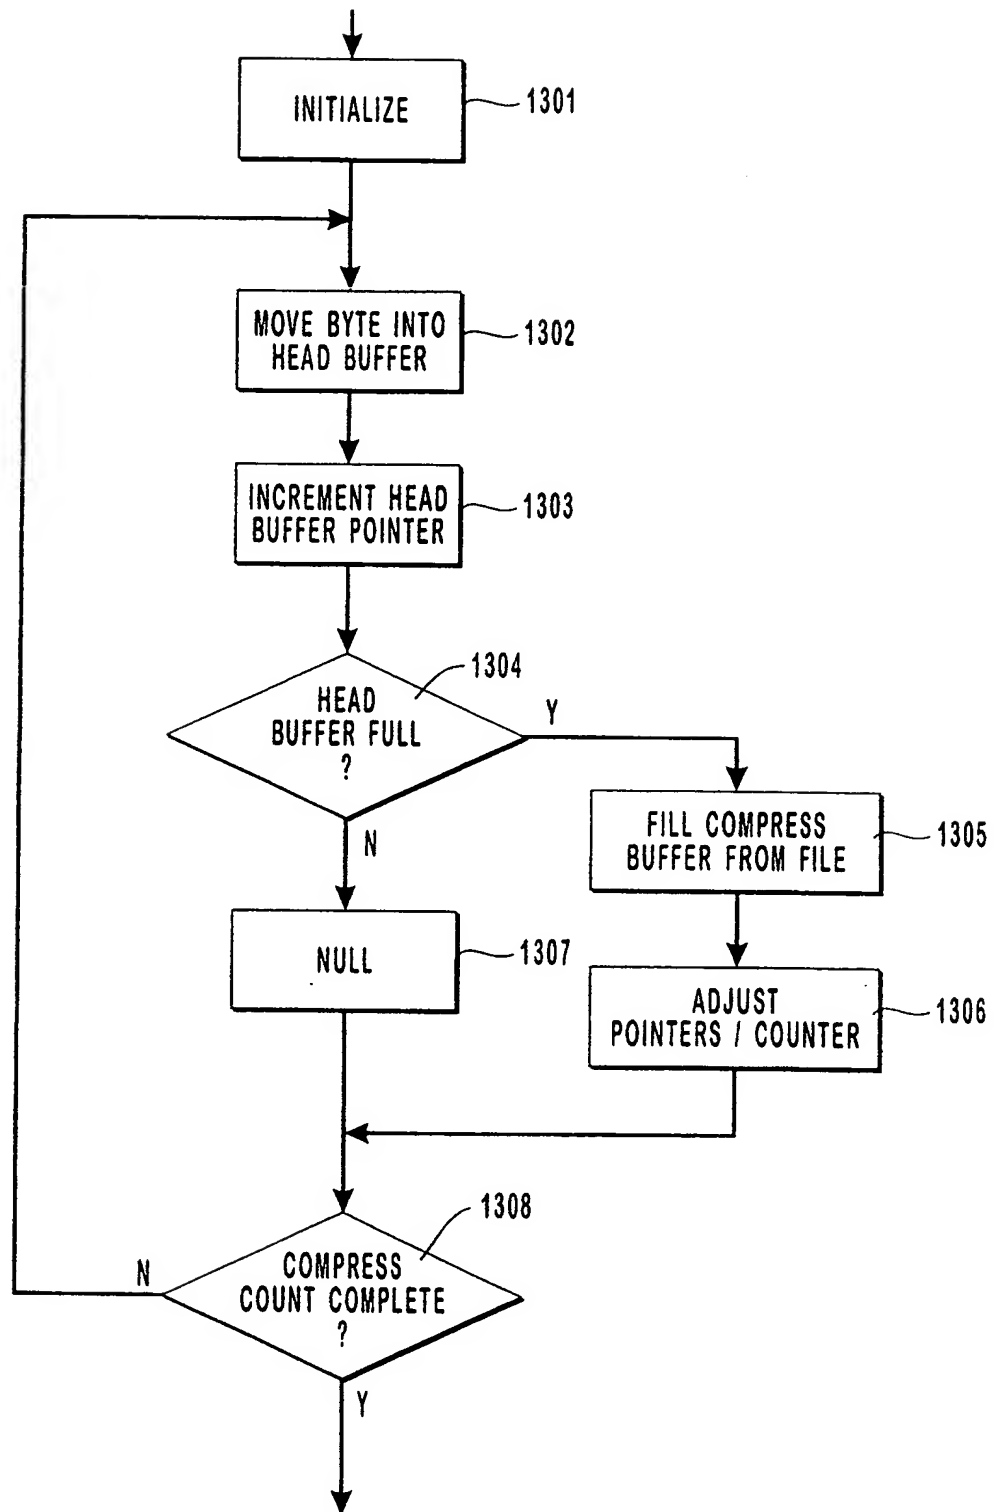 INITIALIZE
1301
MOVE BYTE INTO
HEAD BUFFER
1302
INCREMENT HEAD
BUFFER POINTER
1303
1304
HEAD
BUFFER FULL
?
Y
N
FILL COMPRESS
BUFFER FROM FILE
1305
NULL
1307
ADJUST
POINTERS / COUNTER
1306
1308
COMPRESS
COUNT COMPLETE
?
N
Y